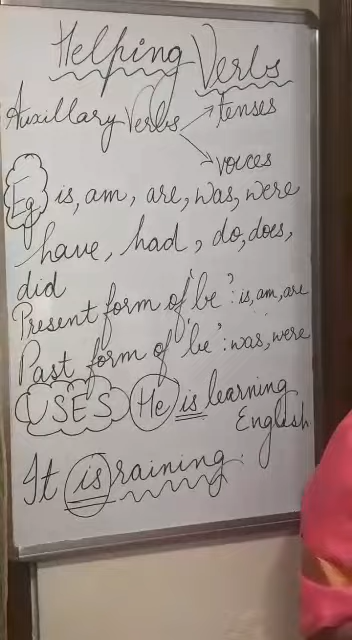 Helping Verbs
Auxillary Verbs → tenses
→ voices
Eg is, am, are, was, were
have, had, do, does,
did
Present form of 'be': is, am, are
Past form of 'be': was, were
USES He is learning
English
It is raining.